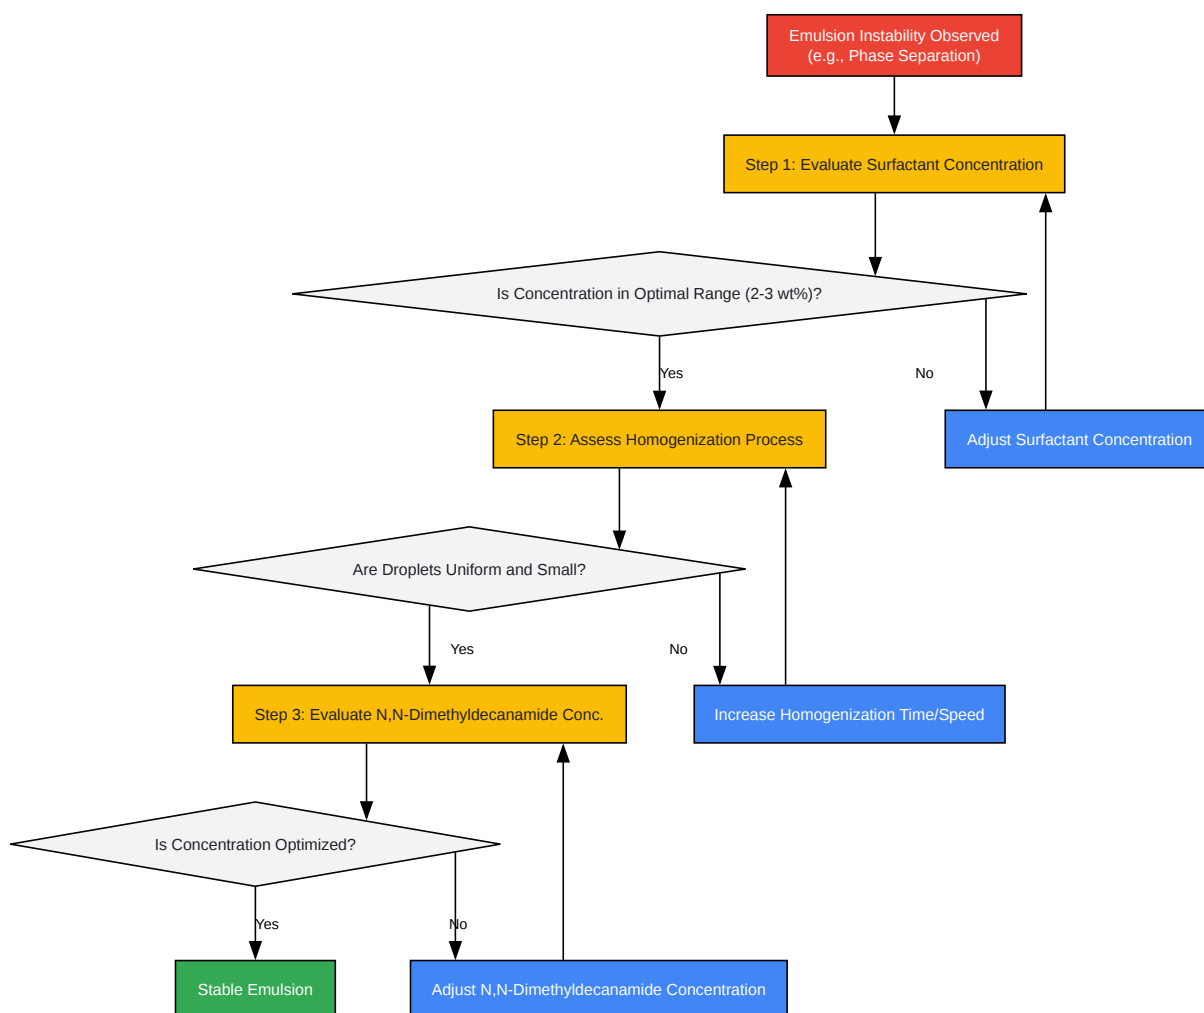 Emulsion Instability Observed
(e.g., Phase Separation)
Step 1: Evaluate Surfactant Concentration
Is Concentration in Optimal Range (2-3 wt%)?
Yes
No
Step 2: Assess Homogenization Process
Adjust Surfactant Concentration
Are Droplets Uniform and Small?
Yes
No
Step 3: Evaluate N,N-Dimethyldecanamide Conc.
Increase Homogenization Time/Speed
Is Concentration Optimized?
Yes
No
Stable Emulsion
Adjust N,N-Dimethyldecanamide Concentration